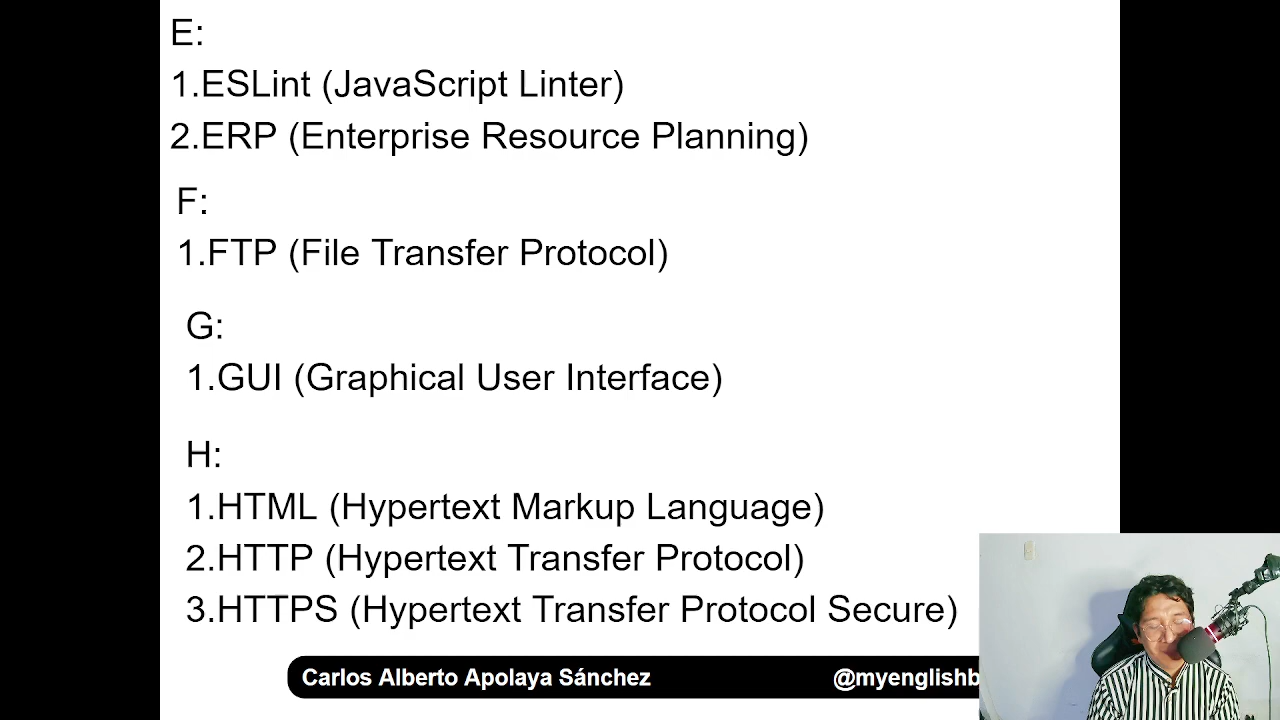 E:
1.ESLint (JavaScript Linter)
2.ERP (Enterprise Resource Planning)
F:
1.FTP (File Transfer Protocol)
G:
1.GUI (Graphical User Interface)
H:
1.HTML (Hypertext Markup Language)
2.HTTP (Hypertext Transfer Protocol)
3.HTTPS (Hypertext Transfer Protocol Secure)
Carlos Alberto Apolaya Sánchez